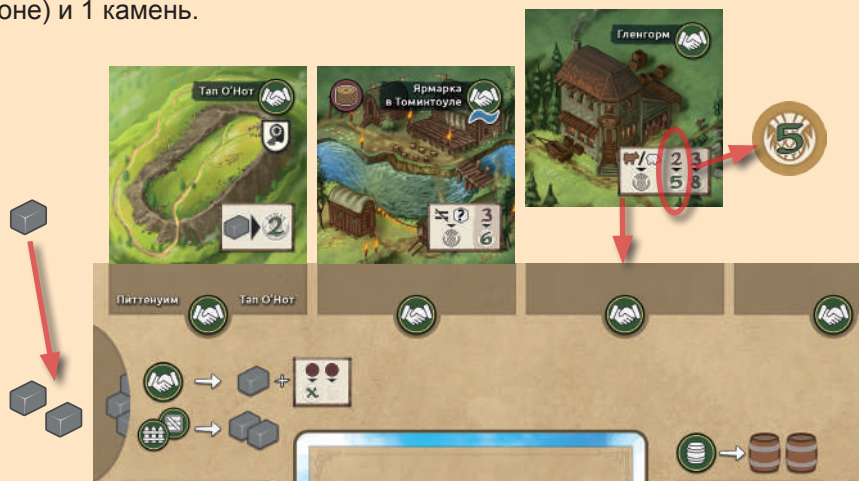 оне) и 1 камень.
Гленгорм
2 3
5 8
5
Тап О'Нот
2
Ярмарка
в Томинтоуле
?
3
6
Питтенуим
Тап О'Нот
x